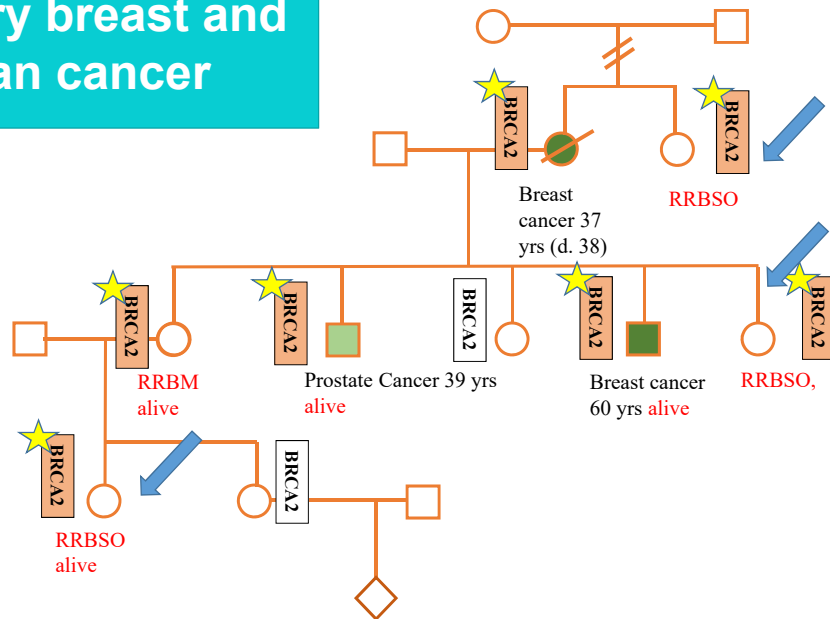 ry breast and
an cancer
BRCA2
BRCA2
Breast
cancer 37
yrs (d. 38)
RRBSO
BRCA2
BRCA2
BRCA2
BRCA2
BRCA2
RRBM
alive
Prostate Cancer 39 yrs
alive
Breast cancer
60 yrs alive
RRBSO,
BRCA2
BRCA2
RRBSO
alive